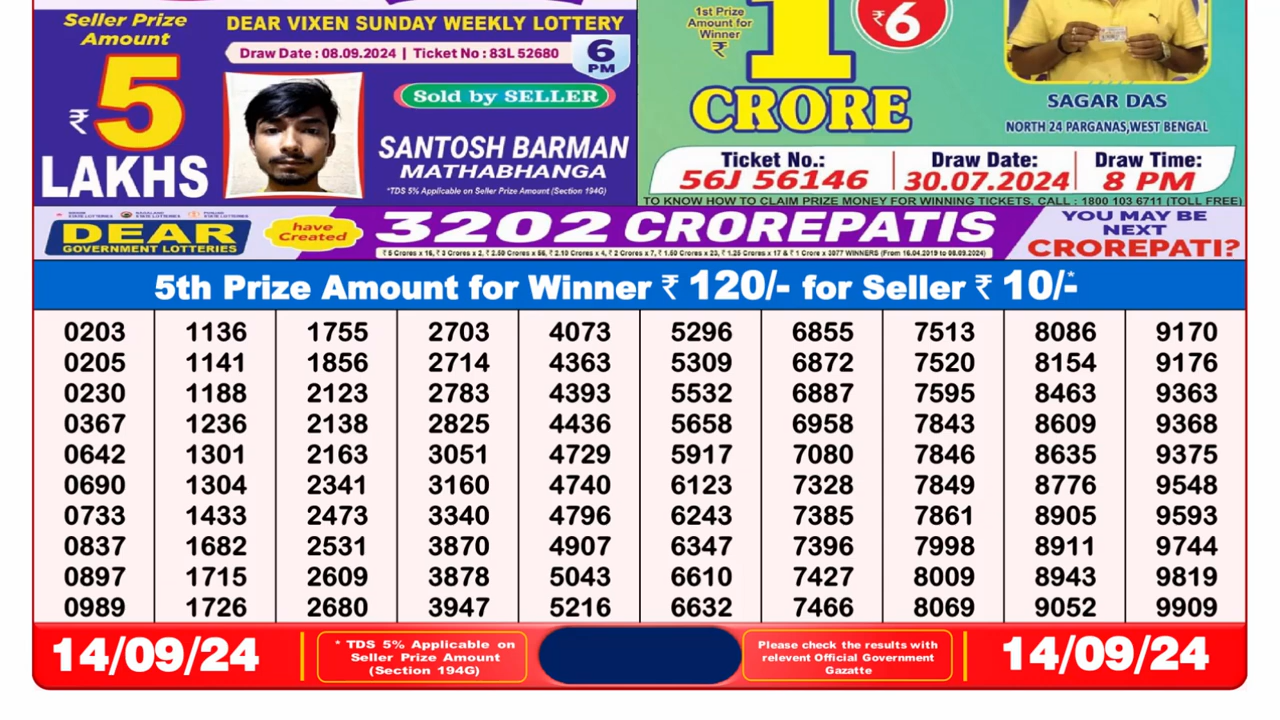 Seller Prize
Amount
₹5
LAKHS
DEAR VIXEN SUNDAY WEEKLY LOTTERY
Draw Date : 08.09.2024 | Ticket No : 83L 52680
6
PM
Sold by SELLER
SANTOSH BARMAN
MATHABHANGA
*TDS 5% Applicable on Seller Prize Amount (Section 194G)
1st Prize
Amount for
Winner
₹
1
CRORE
₹6
SAGAR DAS
NORTH 24 PARGANAS,WEST BENGAL
Ticket No.:
56J 56146
Draw Date:
30.07.2024
Draw Time:
8 PM
TO KNOW HOW TO CLAIM PRIZE MONEY FOR WINNING TICKETS, CALL : 1800 103 6711 (TOLL FREE)
DEAR
GOVERNMENT LOTTERIES
have
Created
3202 CROREPATIS
YOU MAY BE
NEXT
CROREPATI?
5th Prize Amount for Winner ₹ 120/- for Seller ₹ 10/-*
0203 1136 1755 2703 4073 5296 6855 7513 8086 9170
0205 1141 1856 2714 4363 5309 6872 7520 8154 9176
0230 1188 2123 2783 4393 5532 6887 7595 8463 9363
0367 1236 2138 2825 4436 5658 6958 7843 8609 9368
0642 1301 2163 3051 4729 5917 7080 7846 8635 9375
0690 1304 2341 3160 4740 6123 7328 7849 8776 9548
0733 1433 2473 3340 4796 6243 7385 7861 8905 9593
0837 1682 2531 3870 4907 6347 7396 7998 8911 9744
0897 1715 2609 3878 5043 6610 7427 8009 8943 9819
0989 1726 2680 3947 5216 6632 7466 8069 9052 9909
14/09/24
* TDS 5% Applicable on
Seller Prize Amount
(Section 194G)
Please check the results with
relevent Official Government
Gazatte
14/09/24